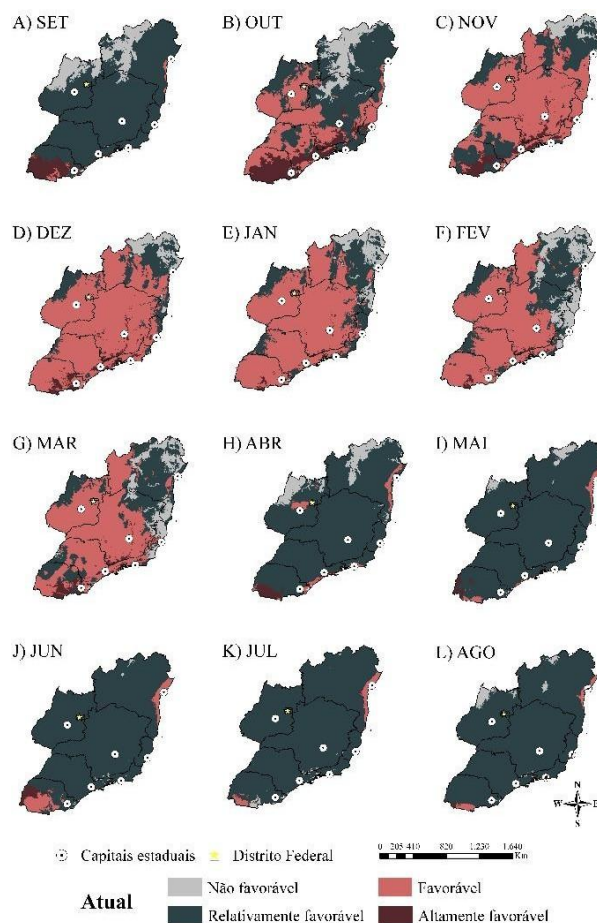 A) SET
B) OUT
C) NOV
D) DEZ
E) JAN
F) FEV
G) MAR
H) ABR
I) MAI
J) JUN
K) JUL
L) AGO
N
W E
S
Capitais estaduais
Distrito Federal
0 205 410 820 1.230 1.640
Km
Atual
Não favorável
Favorável
Relativamente favorável
Altamente favorável